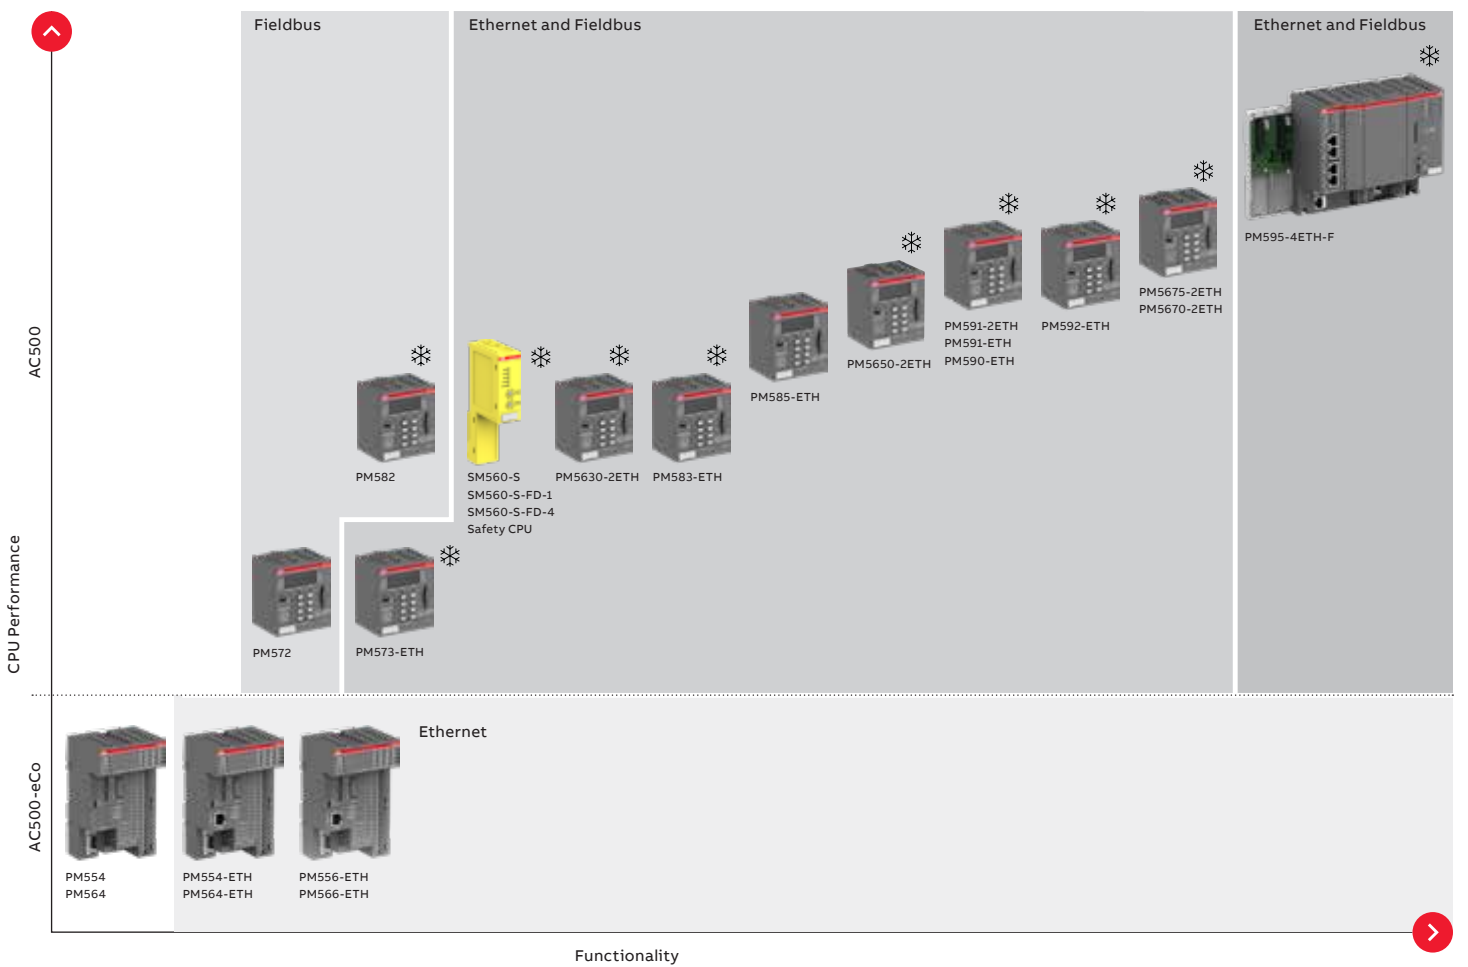 Fieldbus
Ethernet and Fieldbus
Ethernet and Fieldbus
PM595-4ETH-F
PM5675-2ETH
PM5670-2ETH
PM591-2ETH
PM591-ETH
PM590-ETH
PM592-ETH
PM5650-2ETH
PM585-ETH
AC500
PM582
SM560-S
SM560-S-FD-1
SM560-S-FD-4
Safety CPU
PM5630-2ETH
PM583-ETH
CPU Performance
PM572
PM573-ETH
Ethernet
AC500-eCo
PM554
PM564
PM554-ETH
PM564-ETH
PM556-ETH
PM566-ETH
Functionality